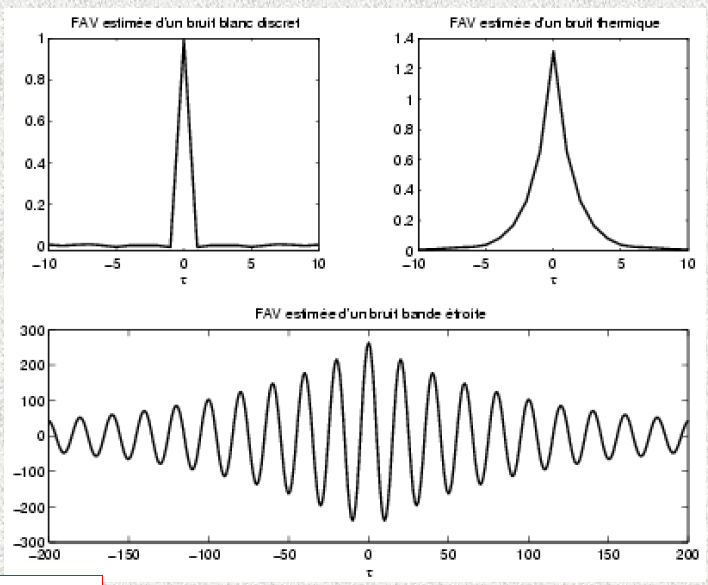 FAV estimée d'un bruit blanc discret
1
0.8
0.6
0.4
0.2
0
−10 −5 0 5 10
τ
FAV estimée d'un bruit thermique
1.4
1.2
1
0.8
0.6
0.4
0.2
0
−10 −5 0 5 10
τ
FAV estimée d'un bruit bande étroite
300
200
100
0
−100
−200
−300
−200 −150 −100 −50 0 50 100 150 200
τ